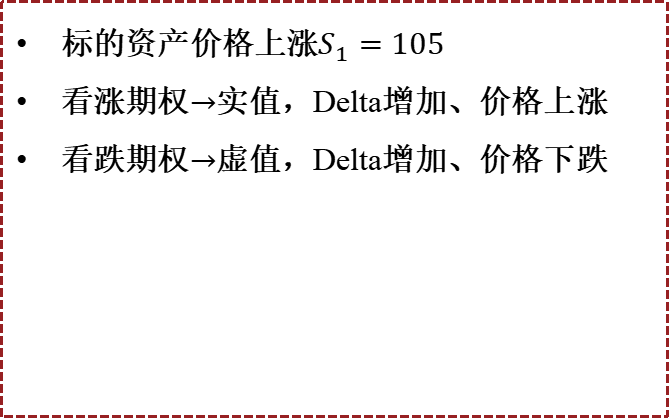 • 标的资产价格上涨𝑆₁ = 105
• 看涨期权→实值，Delta增加、价格上涨
• 看跌期权→虚值，Delta增加、价格下跌